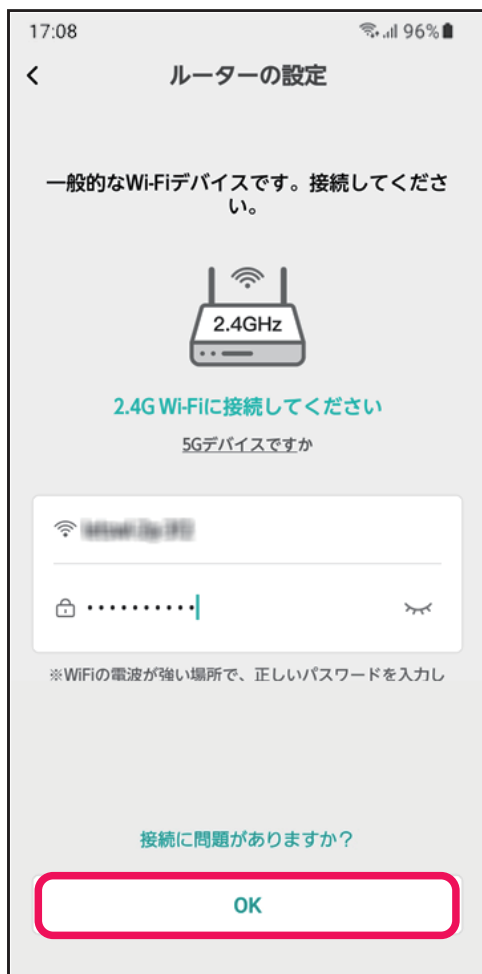 17:08 96%
ルーターの設定
一般的なWi-Fiデバイスです。接続してくださ
い。
2.4GHz
2.4G Wi-Fiに接続してください
5Gデバイスですか
••••••••••
※WiFiの電波が強い場所で、正しいパスワードを入力し
接続に問題がありますか？
OK